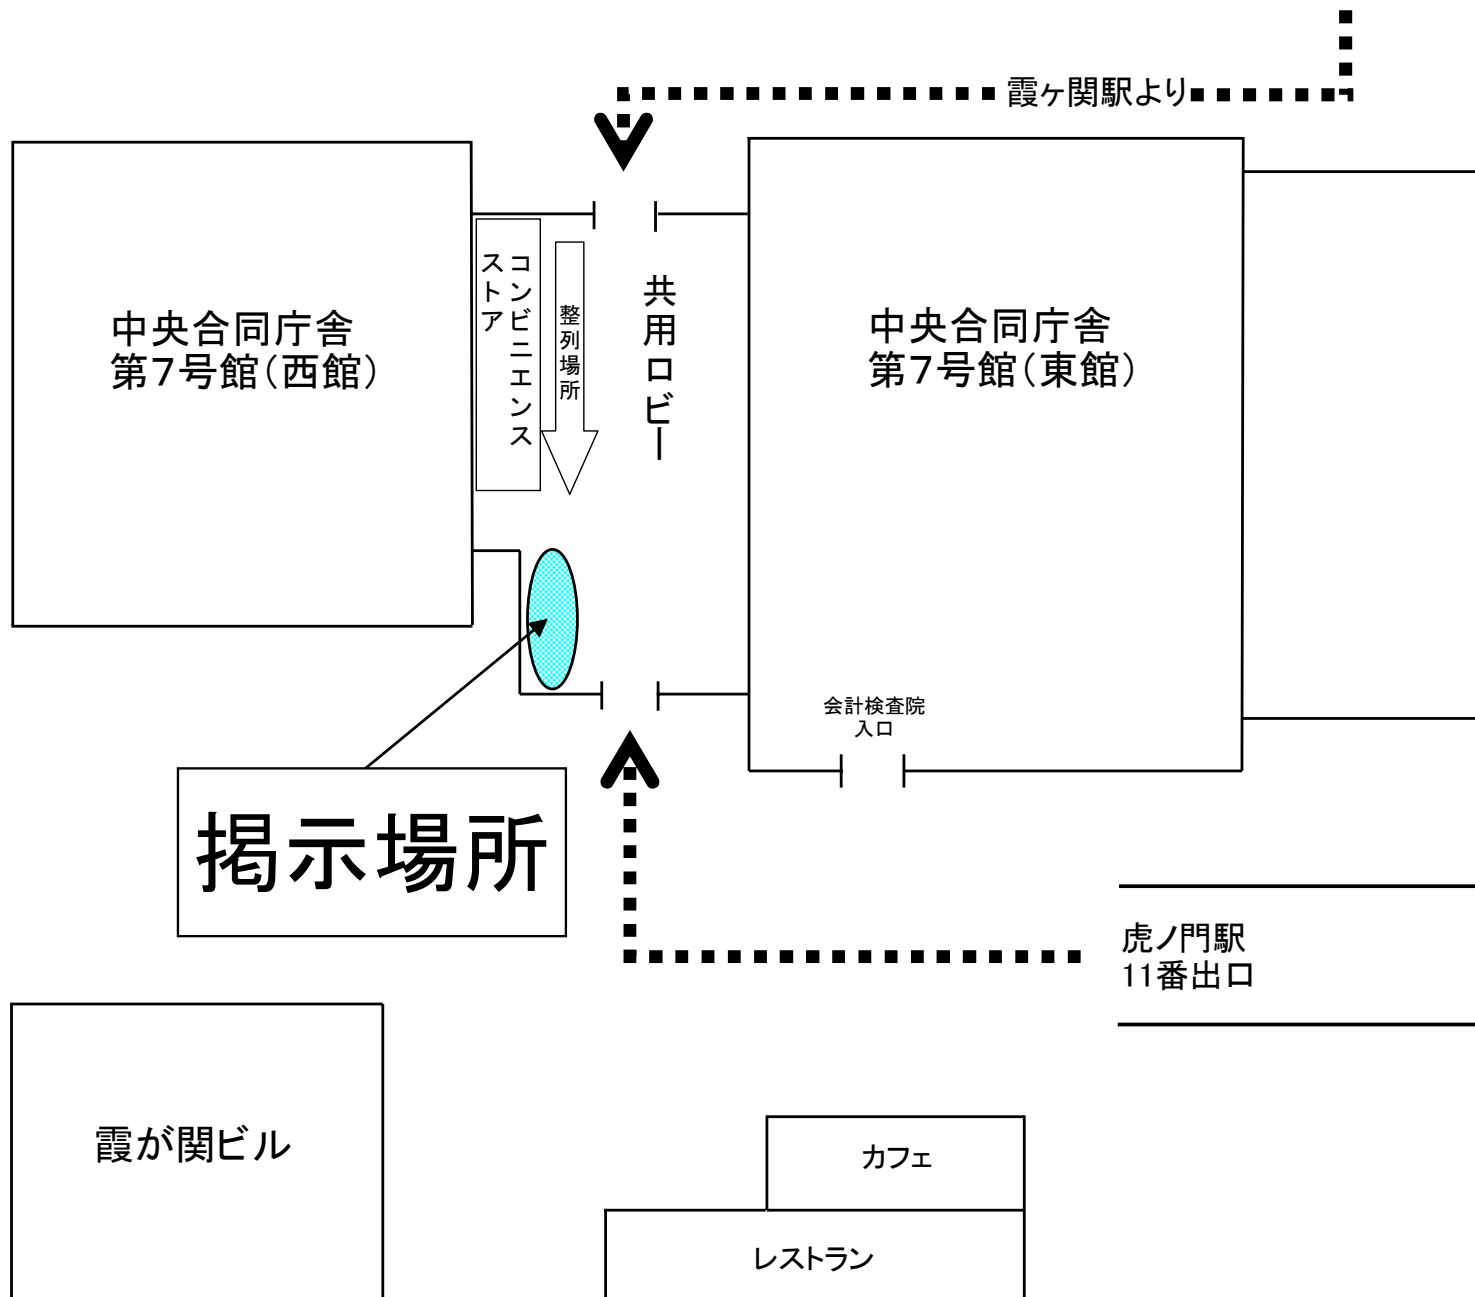 霞ヶ関駅より
中央合同庁舎
第7号館(西館)
コンビニエンス
ストア
整列場所
共用ロビー
中央合同庁舎
第7号館(東館)
会計検査院
入口
掲示場所
虎ノ門駅
11番出口
霞が関ビル
カフェ
レストラン